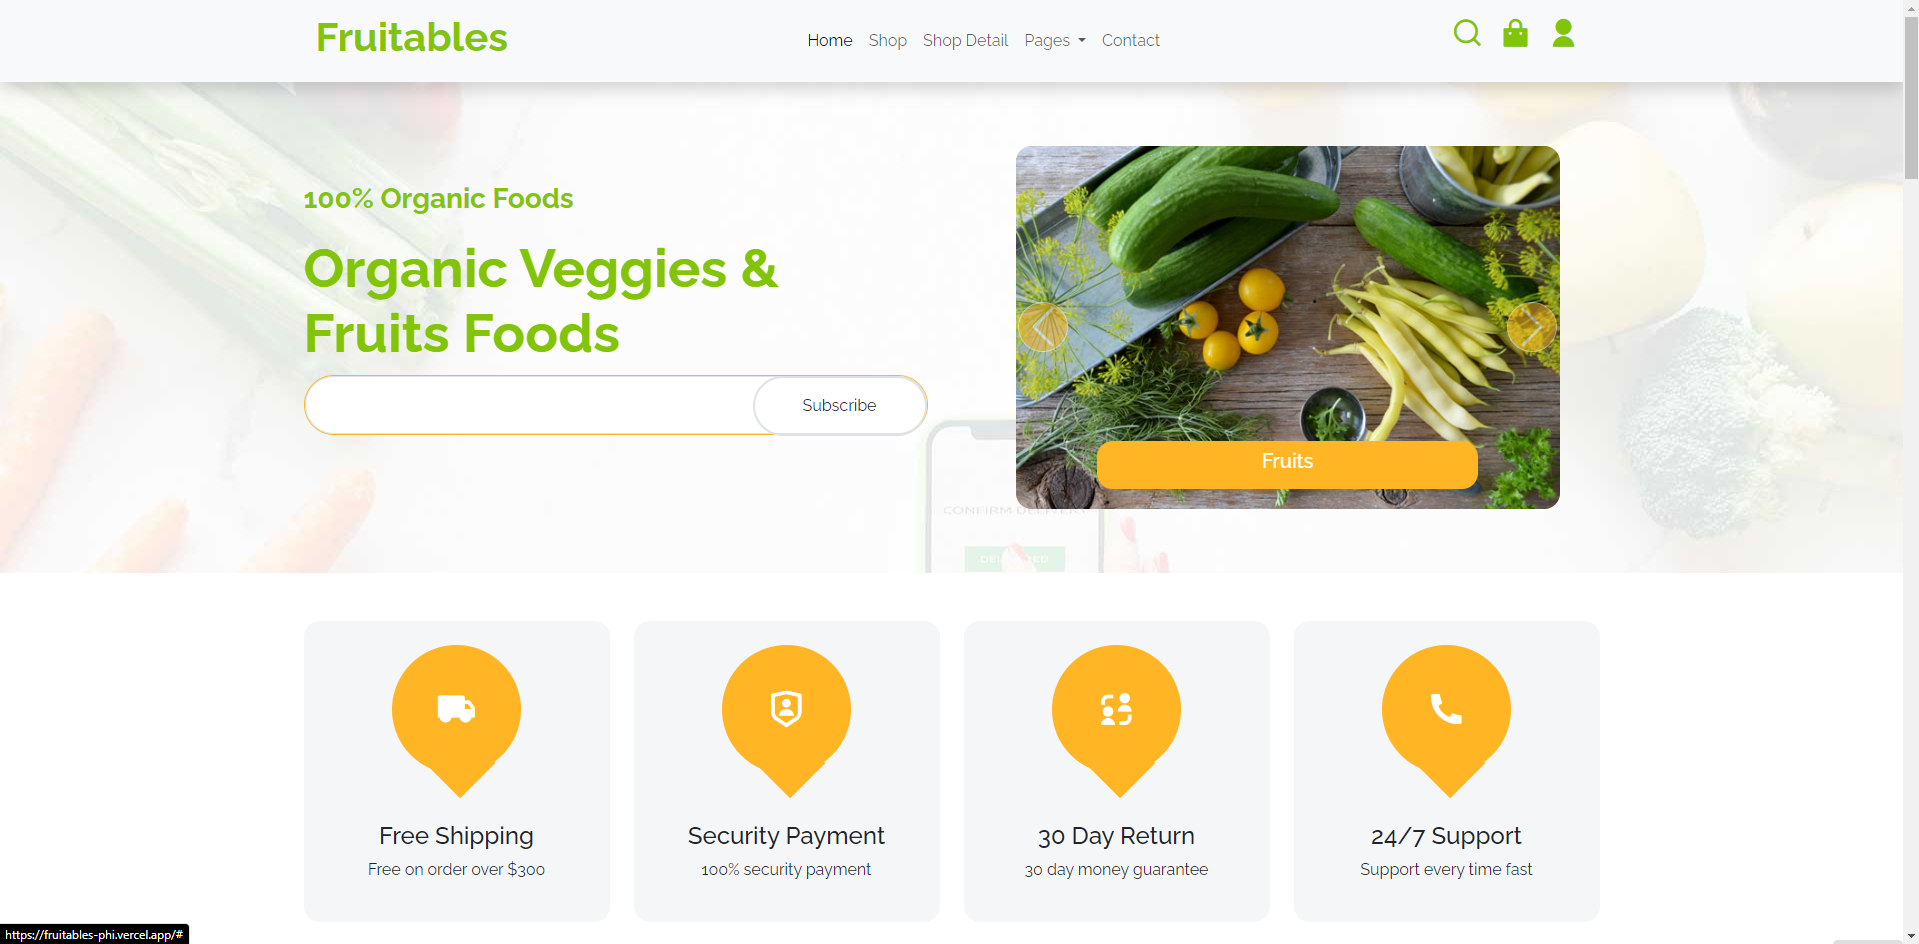 Fruitables
Home Shop Shop Detail Pages Contact
100% Organic Foods
Organic Veggies &
Fruits Foods
Subscribe
Fruits
CONFIRM DELIVERY
Free Shipping
Free on order over $300
Security Payment
100% security payment
30 Day Return
30 day money guarantee
24/7 Support
Support every time fast
https://fruitables-phi.vercel.app/#